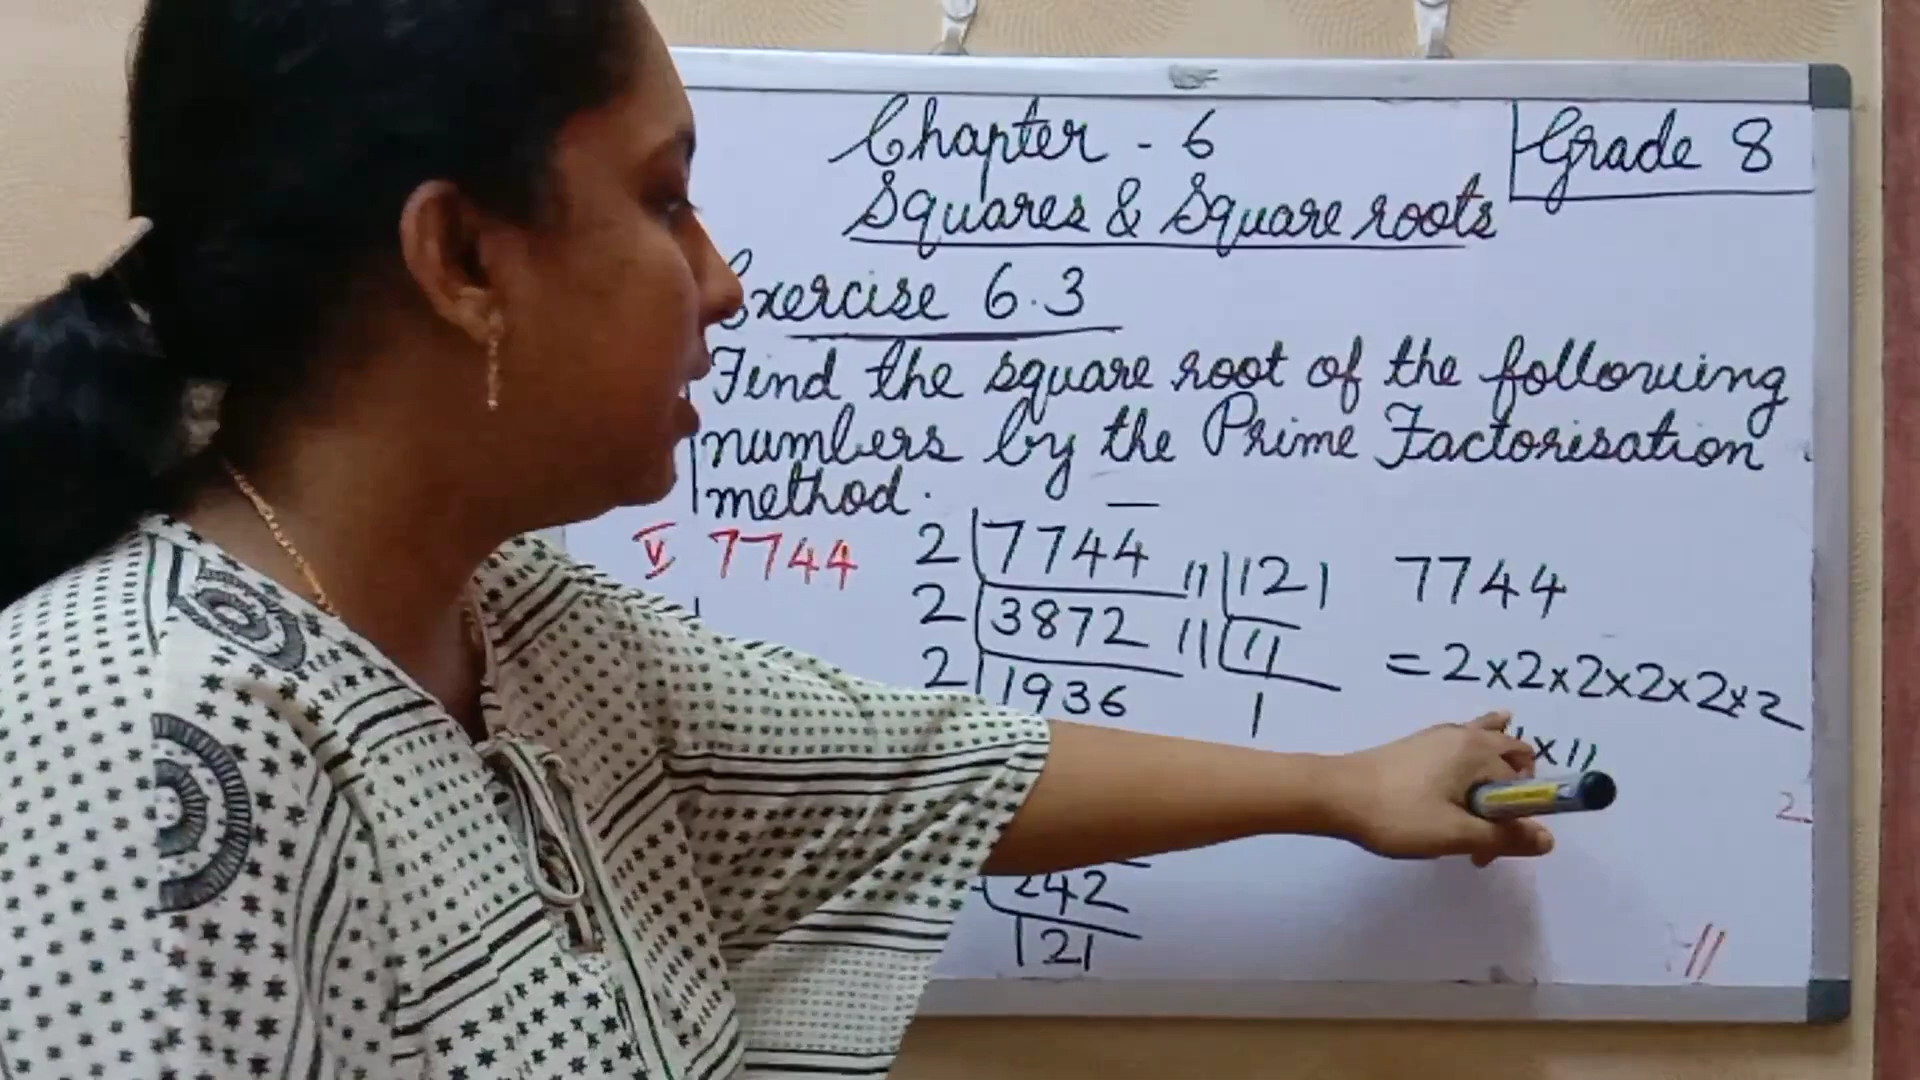 Chapter - 6
Grade 8
Squares & Square roots
Exercise 6.3
Find the square root of the following
numbers by the Prime Factorisation
method.
V 7744
2 7744
2 3872
2 1936
242
121
11 121
11 11
1
7744
= 2×2×2×2×2×2
×11
2